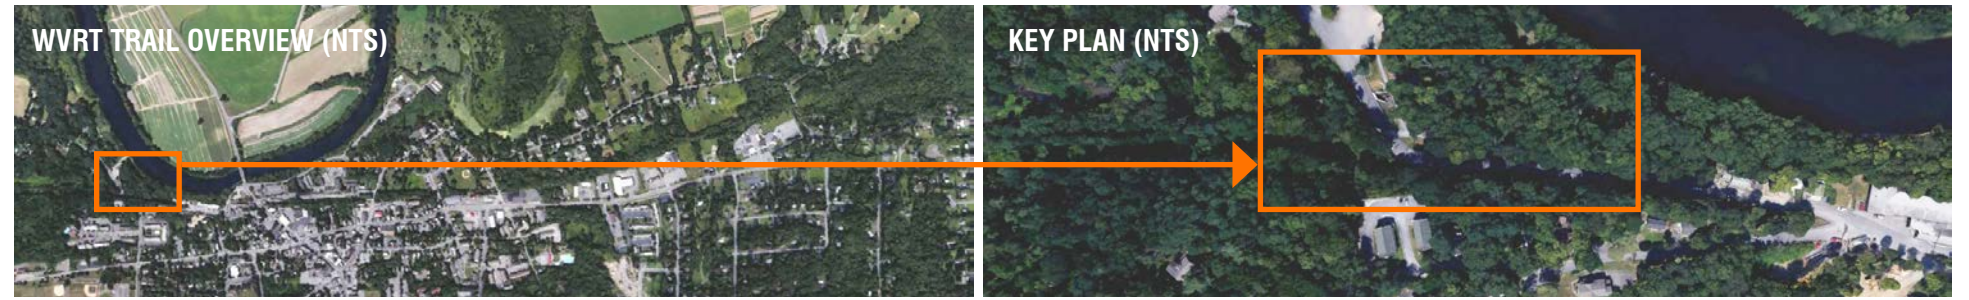 WVRT TRAIL OVERVIEW (NTS)
KEY PLAN (NTS)